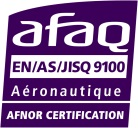 afaq
EN/AS/JISQ 9100
Aéronautique
AFNOR CERTIFICATION